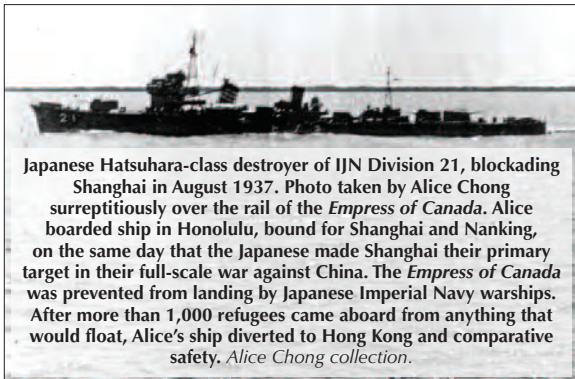 21
Japanese Hatsuhara-class destroyer of IJN Division 21, blockading
Shanghai in August 1937. Photo taken by Alice Chong
surreptitiously over the rail of the Empress of Canada. Alice
boarded ship in Honolulu, bound for Shanghai and Nanking,
on the same day that the Japanese made Shanghai their primary
target in their full-scale war against China. The Empress of Canada
was prevented from landing by Japanese Imperial Navy warships.
After more than 1,000 refugees came aboard from anything that
would float, Alice's ship diverted to Hong Kong and comparative
safety. Alice Chong collection.